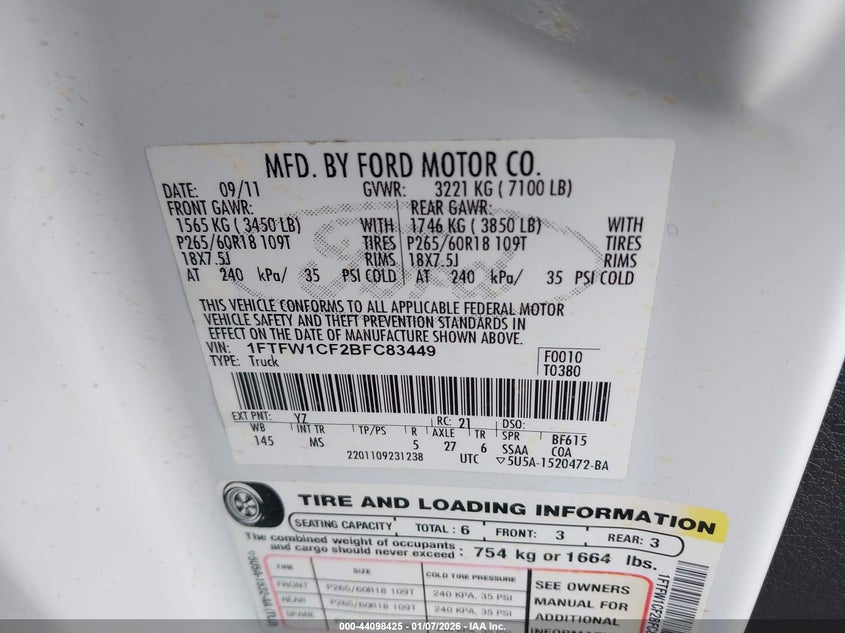 MFD. BY FORD MOTOR CO.
DATE: 09/11 GVWR: 3221 KG ( 7100 LB)
FRONT GAWR: REAR GAWR:
1565 KG ( 3450 LB) WITH 1746 KG ( 3850 LB) WITH
P265/60R18 109T TIRES P265/60R18 109T TIRES
18X7.5J RIMS 18X7.5J RIMS
AT 240 kPa/ 35 PSI COLD AT 240 kPa/ 35 PSI COLD
Ford
THIS VEHICLE CONFORMS TO ALL APPLICABLE FEDERAL MOTOR
VEHICLE SAFETY AND THEFT PREVENTION STANDARDS IN
EFFECT ON THE DATE OF MANUFACTURE SHOWN ABOVE.
VIN: 1FTFW1CF2BFC83449 F0010
TYPE: Truck T0380
EXT PNT: YZ RC: 21 DSO:
WB INT TR TP/PS R AXLE TR SPR BF615
145 MS 5 27 6 SSAA COA
2201109231238 UTC ▽5U5A-1520472-BA
TIRE AND LOADING INFORMATION
SEATING CAPACITY TOTAL : 6 FRONT: 3 REAR: 3
The combined weight of occupants
and cargo should never exceed : 754 kg or 1664 lbs.
TIRE SIZE COLD TIRE PRESSURE SEE OWNERS
FRONT P265/60R18 109T 240 KPA, 35 PSI MANUAL FOR
REAR P265/60R18 109T 240 KPA, 35 PSI ADDITIONAL
SPARE P265/60R18 109T 240 KPA, 35 PSI INFORMATION
000-44098425 - 01/07/2026 - IAAI.COM